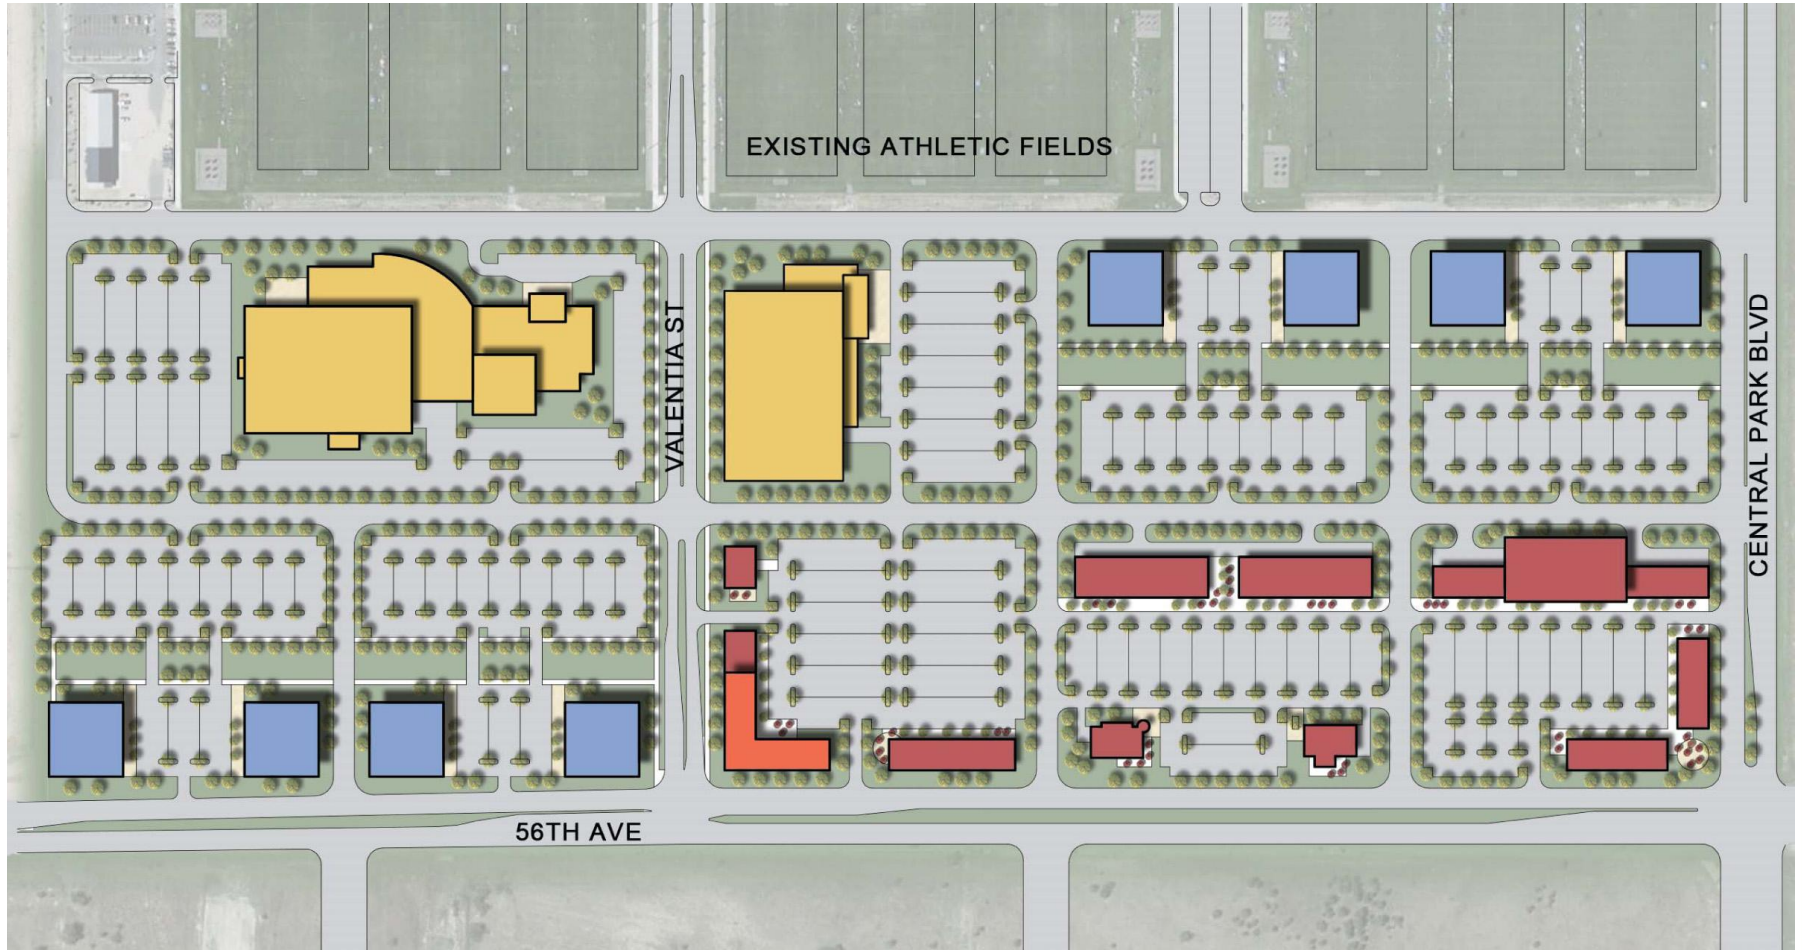 EXISTING ATHLETIC FIELDS
VALENTIA ST
CENTRAL PARK BLVD
56TH AVE